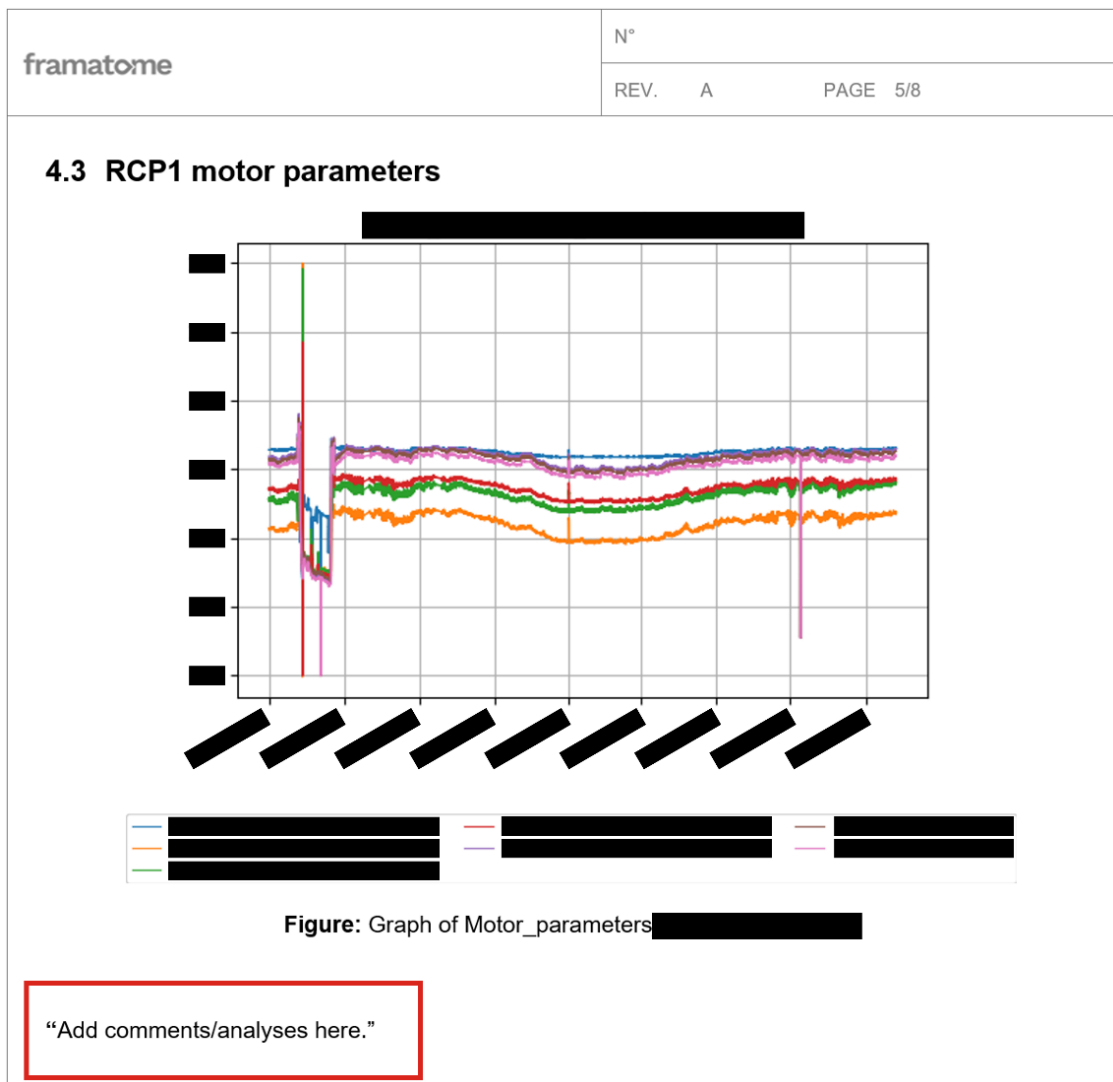 framatome
N°
REV. A PAGE 5/8
4.3 RCP1 motor parameters
Figure: Graph of Motor_parameters
“Add comments/analyses here.”